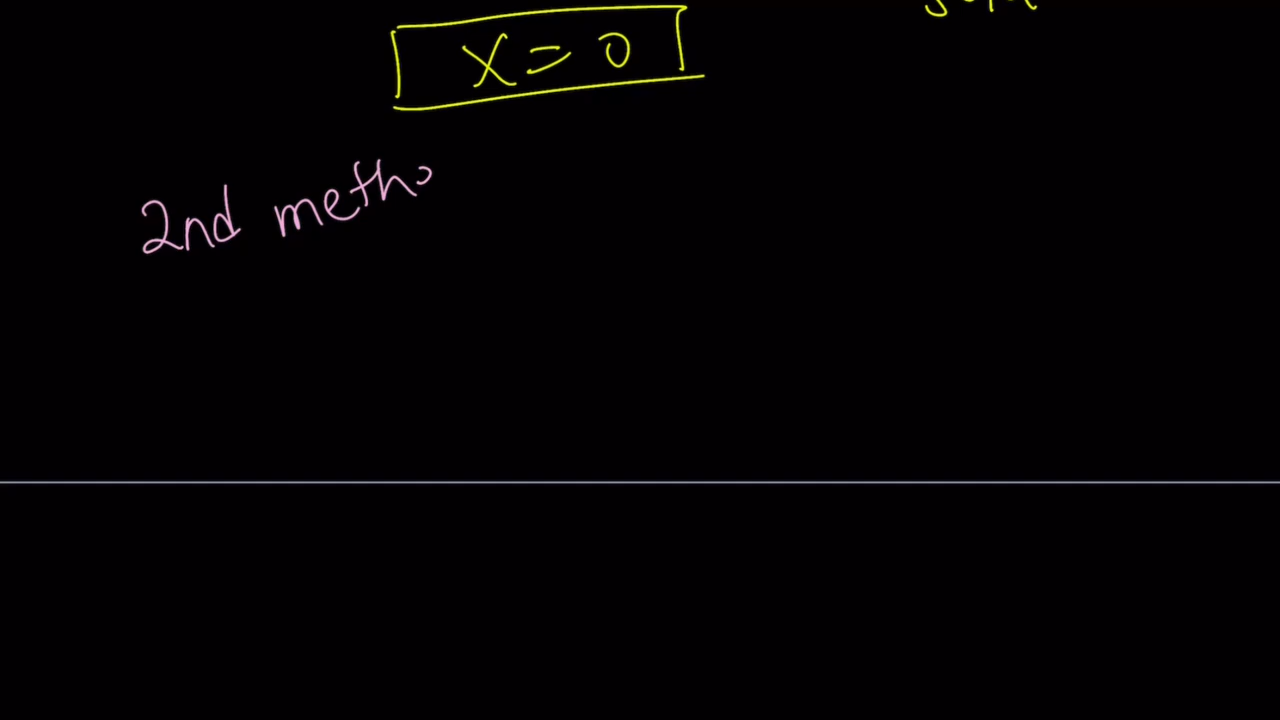 X = 0
2nd metho